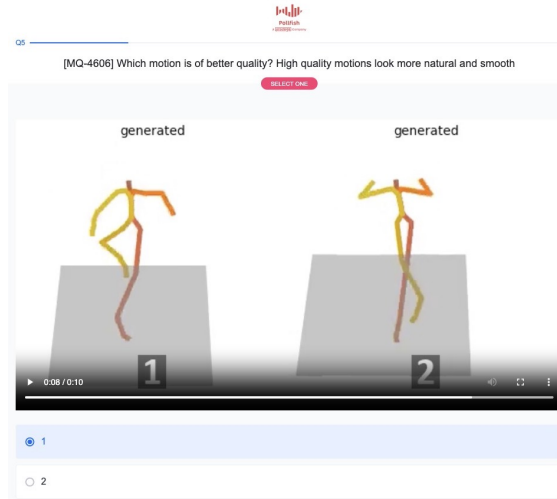 Pollfish
Q5
[MQ-4606] Which motion is of better quality? High quality motions look more natural and smooth
SELECT ONE
generated generated
1 2
0:08 / 0:10
1
2